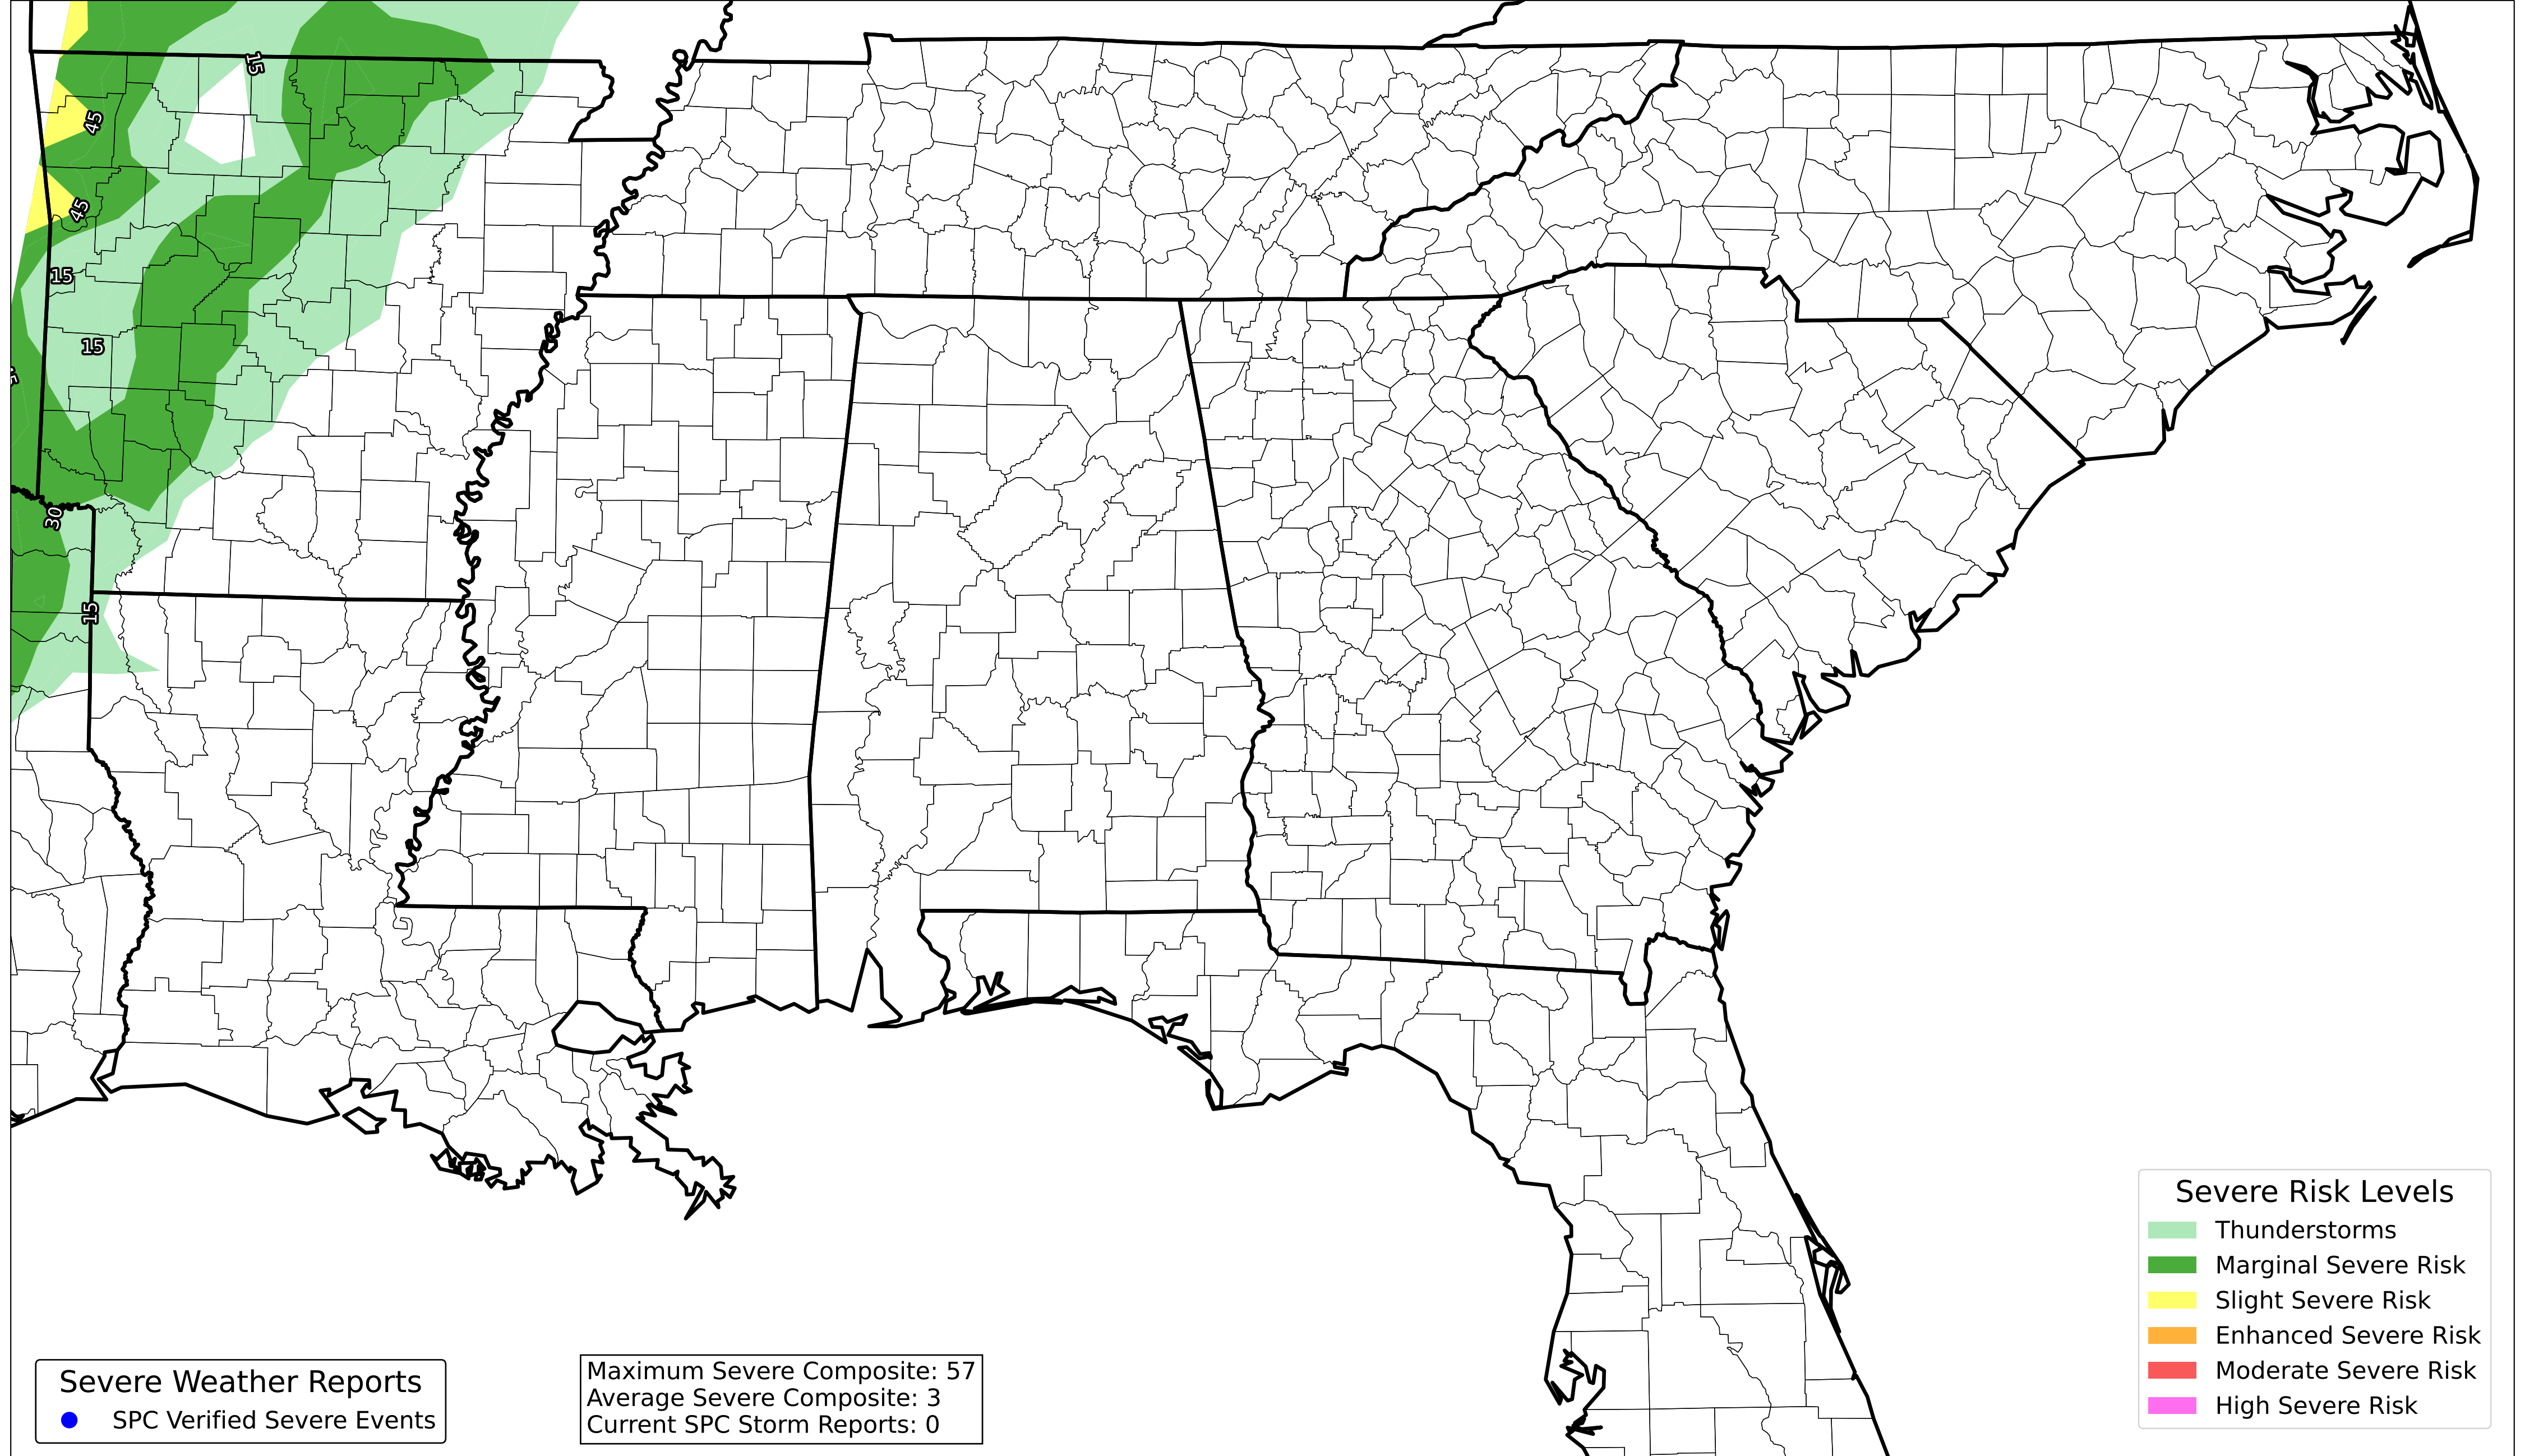 15
45
45
15
15
30
15
Severe Risk Levels
Thunderstorms
Marginal Severe Risk
Slight Severe Risk
Enhanced Severe Risk
Moderate Severe Risk
High Severe Risk
Severe Weather Reports
SPC Verified Severe Events
Maximum Severe Composite: 57
Average Severe Composite: 3
Current SPC Storm Reports: 0